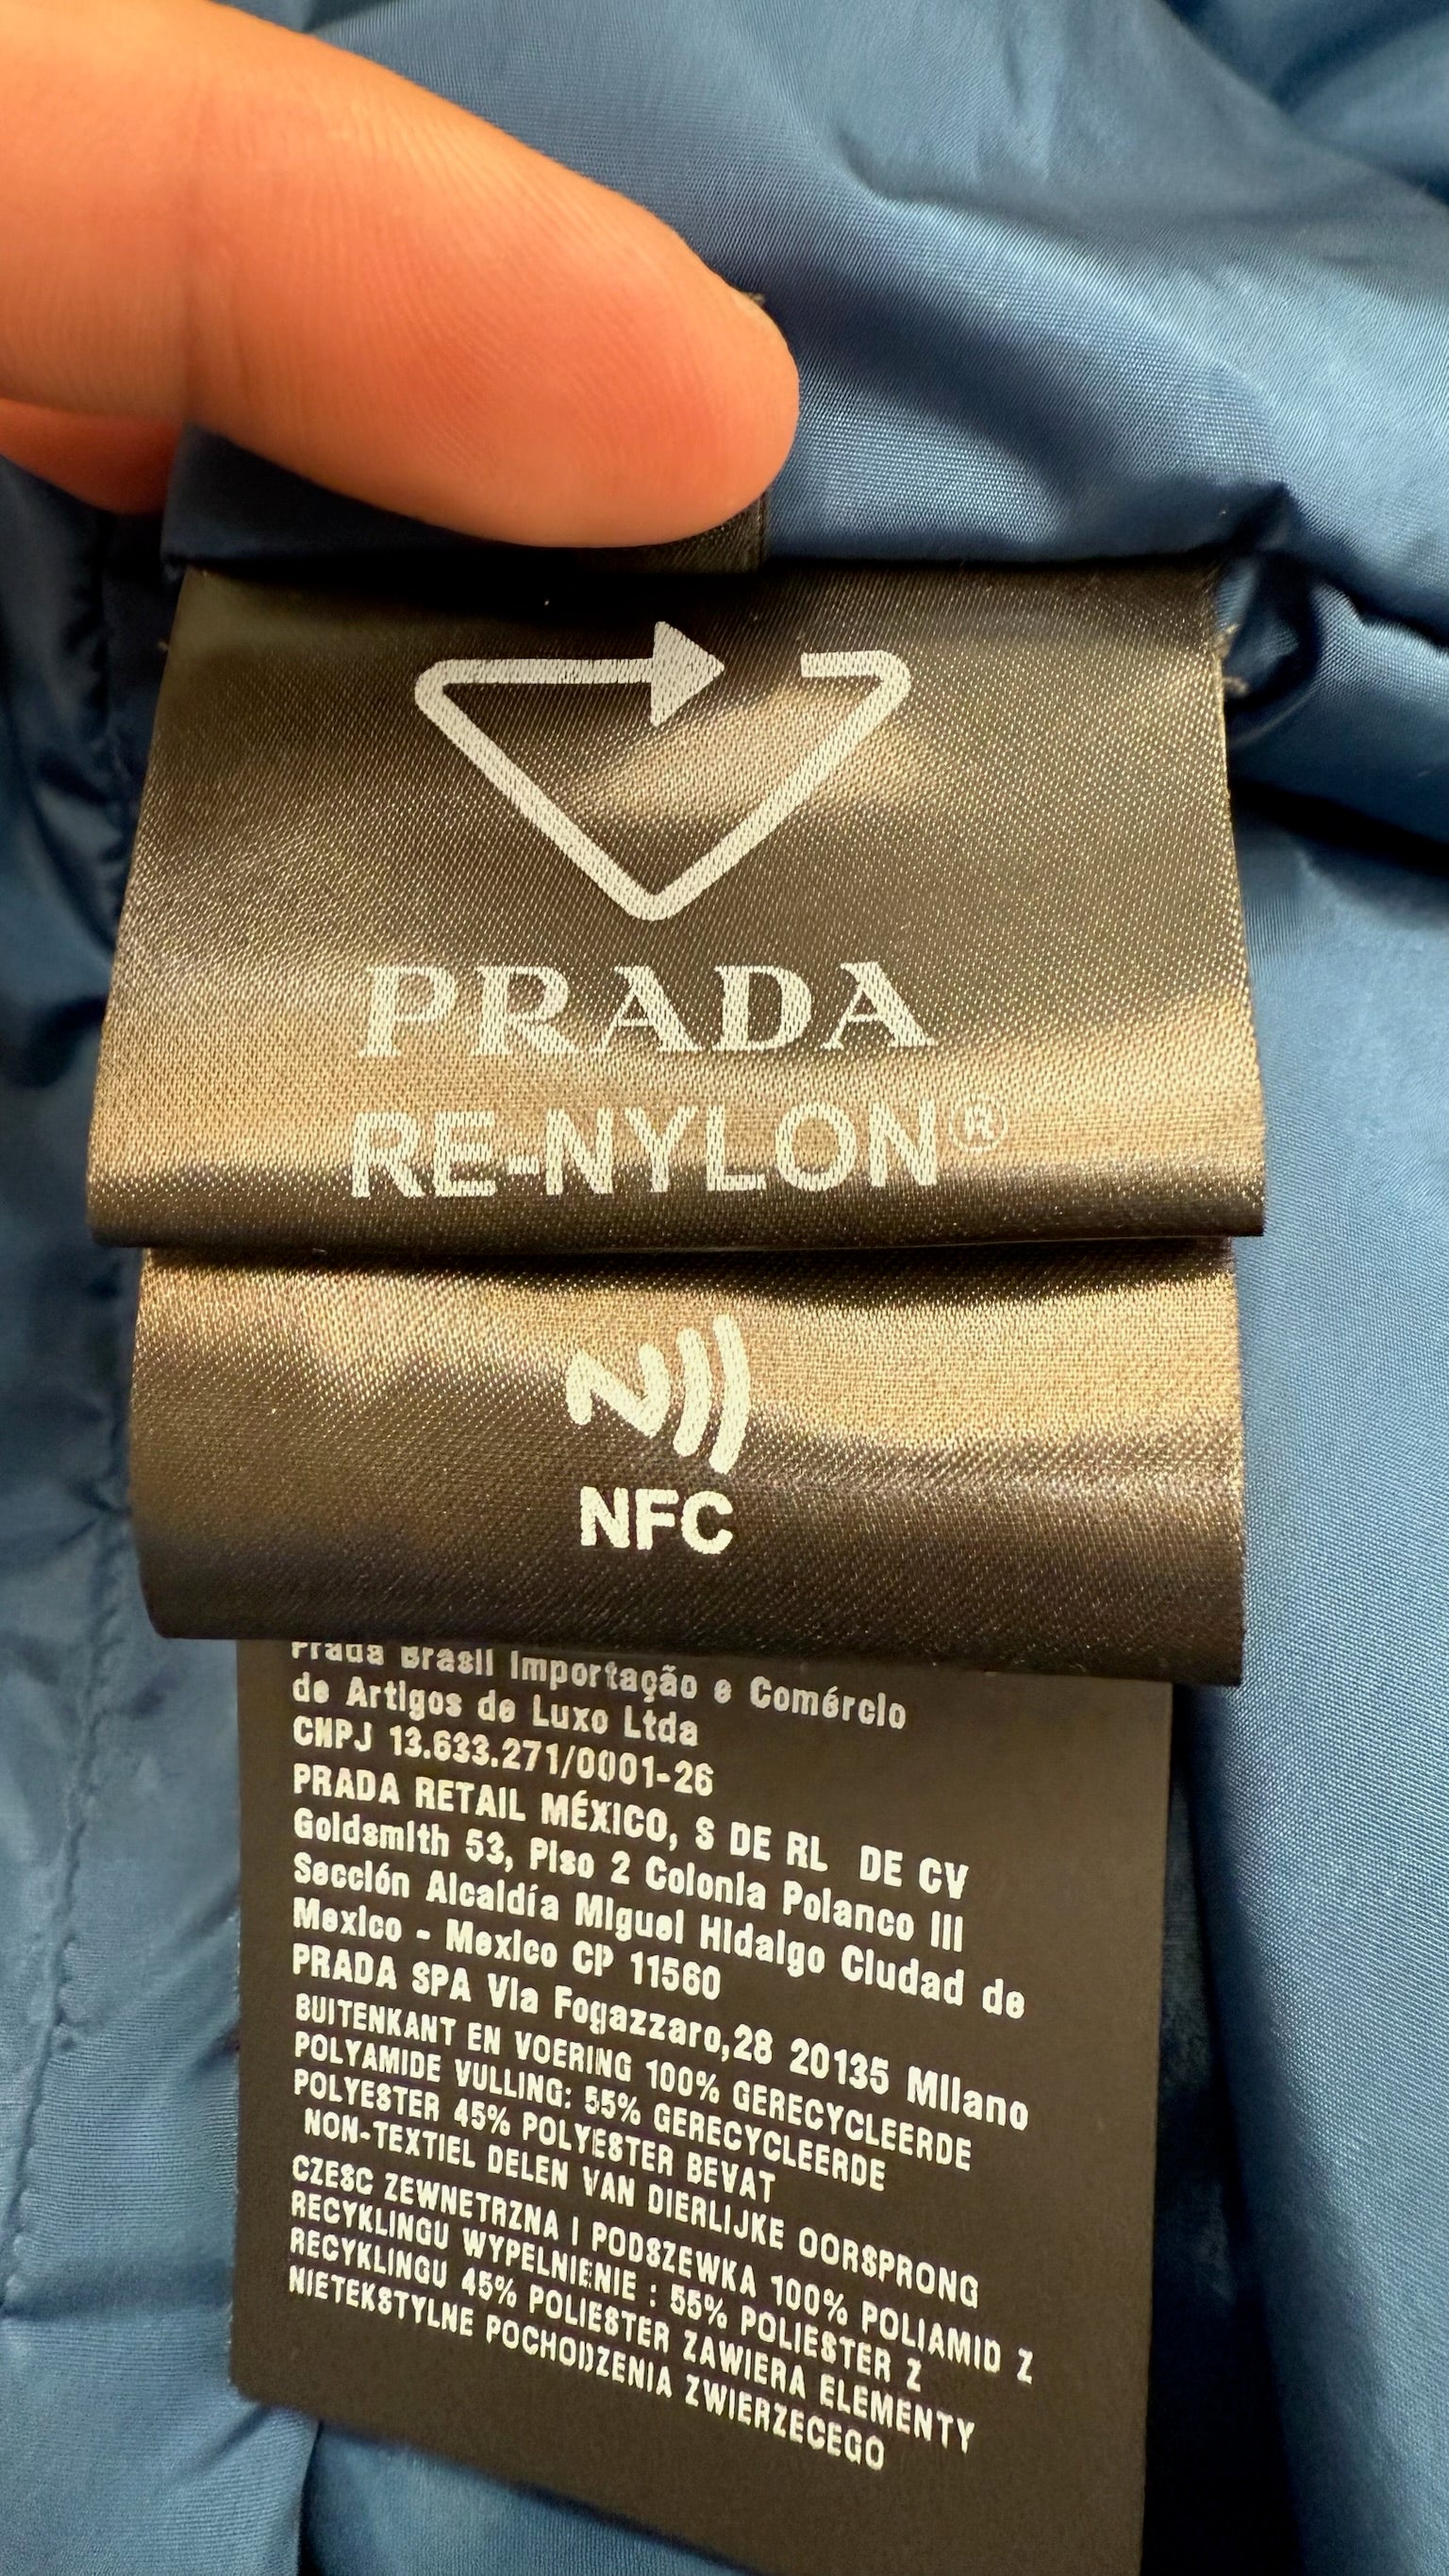 PRADA
RE-NYLON®
NFC
Prada Brasil Importação e Comércio
de Artigos de Luxo Ltda
CNPJ 13.633.271/0001-26
PRADA RETAIL MÉXICO, S DE RL DE CV
Goldsmith 53, Piso 2 Colonia Polanco III
Sección Alcaldía Miguel Hidalgo Ciudad de
Mexico - Mexico CP 11560
PRADA SPA Via Fogazzaro,28 20135 Milano
BUITENKANT EN VOERING 100% GERECYCLEERDE
POLYAMIDE VULLING: 55% GERECYCLEERDE
POLYESTER 45% POLYESTER BEVAT
NON-TEXTIEL DELEN VAN DIERLIJKE OORSPRONG
CZESC ZEWNETRZNA I PODSZEWKA 100% POLIAMID Z
RECYKLINGU WYPELNIENIE : 55% POLIESTER Z
RECYKLINGU 45% POLIESTER ZAWIERA ELEMENTY
NIETEKSTYLNE POCHODZENIA ZWIERZECEGO